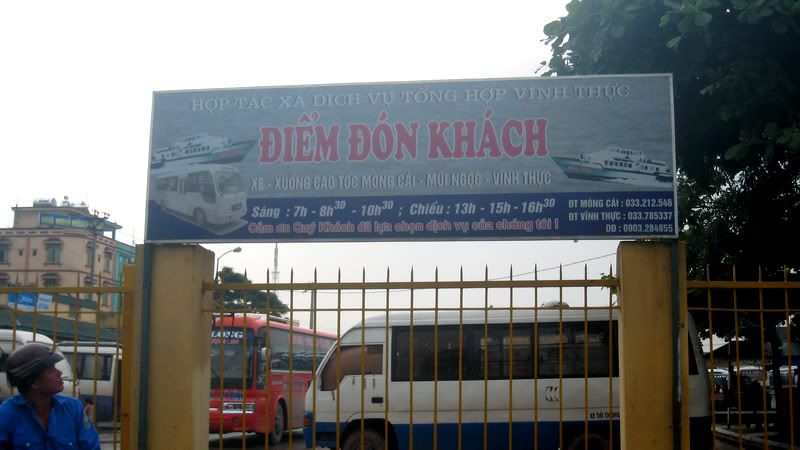 HỢP TÁC XÃ DỊCH VỤ TỔNG HỢP VĨNH THỰC
ĐIỂM ĐÓN KHÁCH
XE - XUỒNG CAO TỐC MÓNG CÁI - MŨI NGỌC - VĨNH THỰC
Sáng : 7h - 8h30 - 10h30 ; Chiều : 13h - 15h - 16h30
Cảm ơn Quý Khách đã lựa chọn dịch vụ của chúng tôi !
ĐT MÓNG CÁI : 033.212.546
ĐT VĨNH THỰC : 033.785337
DĐ : 0903.284855
XE